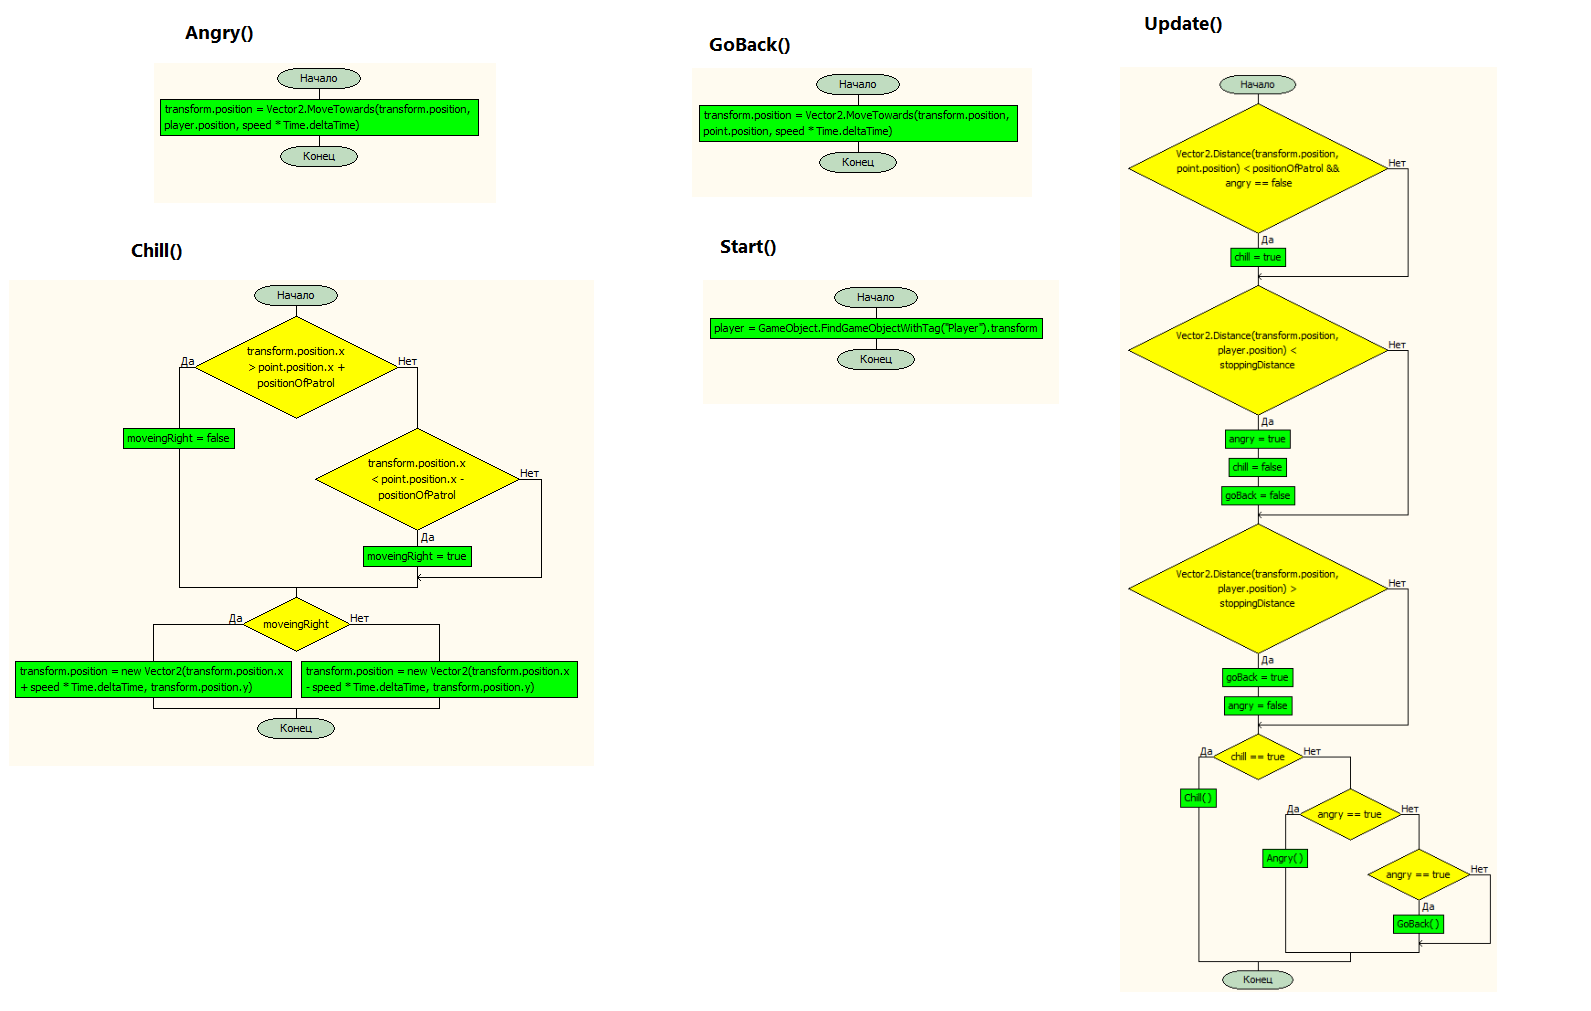 Angry()
Начало
transform.position = Vector2.MoveTowards(transform.position,
player.position, speed * Time.deltaTime)
Конец
GoBack()
Начало
transform.position = Vector2.MoveTowards(transform.position,
point.position, speed * Time.deltaTime)
Конец
Chill()
Начало
transform.position.x
> point.position.x +
positionOfPatrol
Да
Нет
moveingRight = false
transform.position.x
< point.position.x -
positionOfPatrol
Нет
Да
moveingRight = true
moveingRight
Да
Нет
transform.position = new Vector2(transform.position.x
+ speed * Time.deltaTime, transform.position.y)
transform.position = new Vector2(transform.position.x
- speed * Time.deltaTime, transform.position.y)
Конец
Start()
Начало
player = GameObject.FindGameObjectWithTag("Player").transform
Конец
Update()
Начало
Vector2.Distance(transform.position,
point.position) < positionOfPatrol &&
angry == false
Нет
Да
chill = true
Vector2.Distance(transform.position,
player.position) <
stoppingDistance
Нет
Да
angry = true
chill = false
goBack = false
Vector2.Distance(transform.position,
player.position) >
stoppingDistance
Нет
Да
goBack = true
angry = false
chill == true
Да
Нет
Chill()
angry == true
Да
Нет
Angry()
angry == true
Нет
Да
GoBack()
Конец